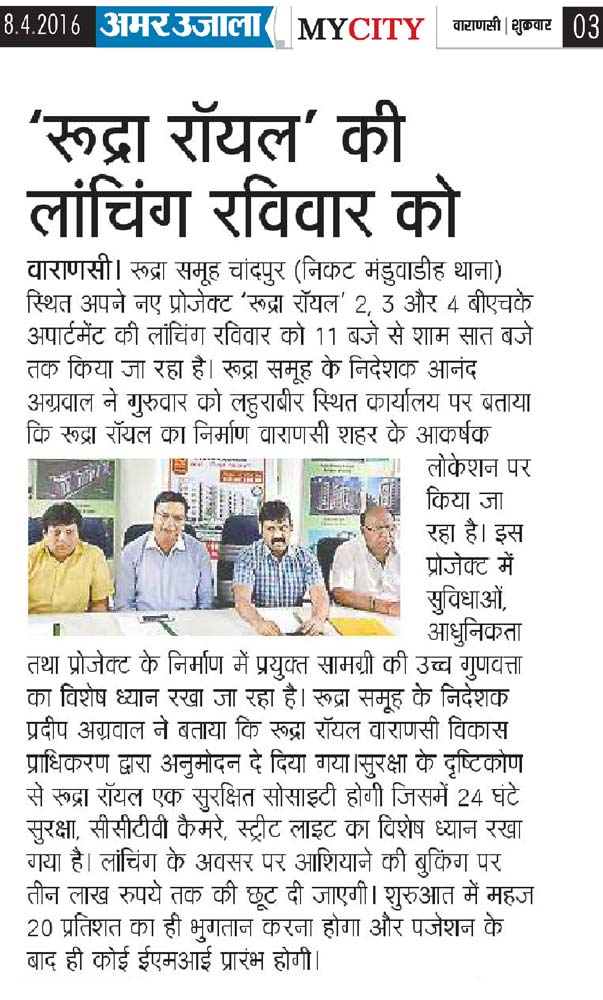 8.4.2016 अमर उजाला MYCITY वाराणसी | शुक्रवार 03
‘रूद्रा रॉयल’ की
लांचिंग रविवार को
वाराणसी। रूद्रा समूह चांदपुर (निकट मंडुवाडीह थाना)
स्थित अपने नए प्रोजेक्ट ‘रूद्रा रॉयल’ 2, 3 और 4 बीएचके
अपार्टमेंट की लांचिंग रविवार को 11 बजे से शाम सात बजे
तक किया जा रहा है। रूद्रा समूह के निदेशक आनंद
अग्रवाल ने गुरुवार को लहुराबीर स्थित कार्यालय पर बताया
कि रूद्रा रॉयल का निर्माण वाराणसी शहर के आकर्षक
लोकेशन पर
किया जा
रहा है। इस
प्रोजेक्ट में
सुविधाओं,
आधुनिकता
तथा प्रोजेक्ट के निर्माण में प्रयुक्त सामग्री की उच्च गुणवत्ता
का विशेष ध्यान रखा जा रहा है। रूद्रा समूह के निदेशक
प्रदीप अग्रवाल ने बताया कि रूद्रा रॉयल वाराणसी विकास
प्राधिकरण द्वारा अनुमोदन दे दिया गया।सुरक्षा के दृष्टिकोण
से रूद्रा रॉयल एक सुरक्षित सोसाइटी होगी जिसमें 24 घंटे
सुरक्षा, सीसीटीवी कैमरे, स्ट्रीट लाइट का विशेष ध्यान रखा
गया है। लांचिंग के अवसर पर आशियाने की बुकिंग पर
तीन लाख रुपये तक की छूट दी जाएगी। शुरुआत में महज
20 प्रतिशत का ही भुगतान करना होगा और पजेशन के
बाद ही कोई ईएमआई प्रारंभ होगी।